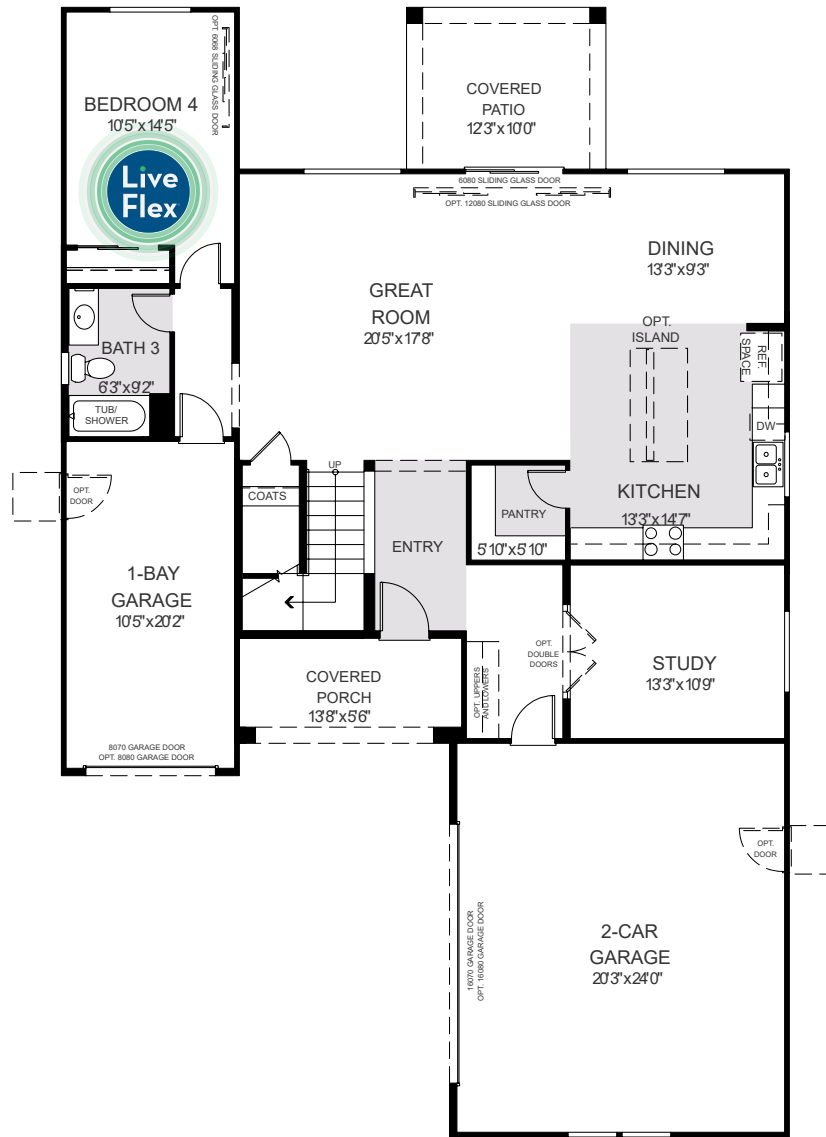 OPT. 6068 SLIDING GLASS DOOR
BEDROOM 4
10'5"x14'5"
Live
Flex
COVERED
PATIO
12'3"x10'0"
6080 SLIDING GLASS DOOR
OPT. 12080 SLIDING GLASS DOOR
DINING
13'3"x9'3"
GREAT
ROOM
20'5"x17'8"
OPT.
ISLAND
REF.
SPACE
BATH 3
6'3"x9'2"
TUB/
SHOWER
DW
UP
COATS
KITCHEN
13'3"x14'7"
PANTRY
5'10"x5'10"
OPT.
DOOR
ENTRY
1-BAY
GARAGE
10'5"x20'2"
OPT.
DOUBLE
DOORS
STUDY
13'3"x10'9"
OPT. UPPERS
AND LOWERS
COVERED
PORCH
13'8"x5'6"
8070 GARAGE DOOR
OPT. 8080 GARAGE DOOR
OPT.
DOOR
16070 GARAGE DOOR
OPT. 16080 GARAGE DOOR
2-CAR
GARAGE
20'3"x24'0"